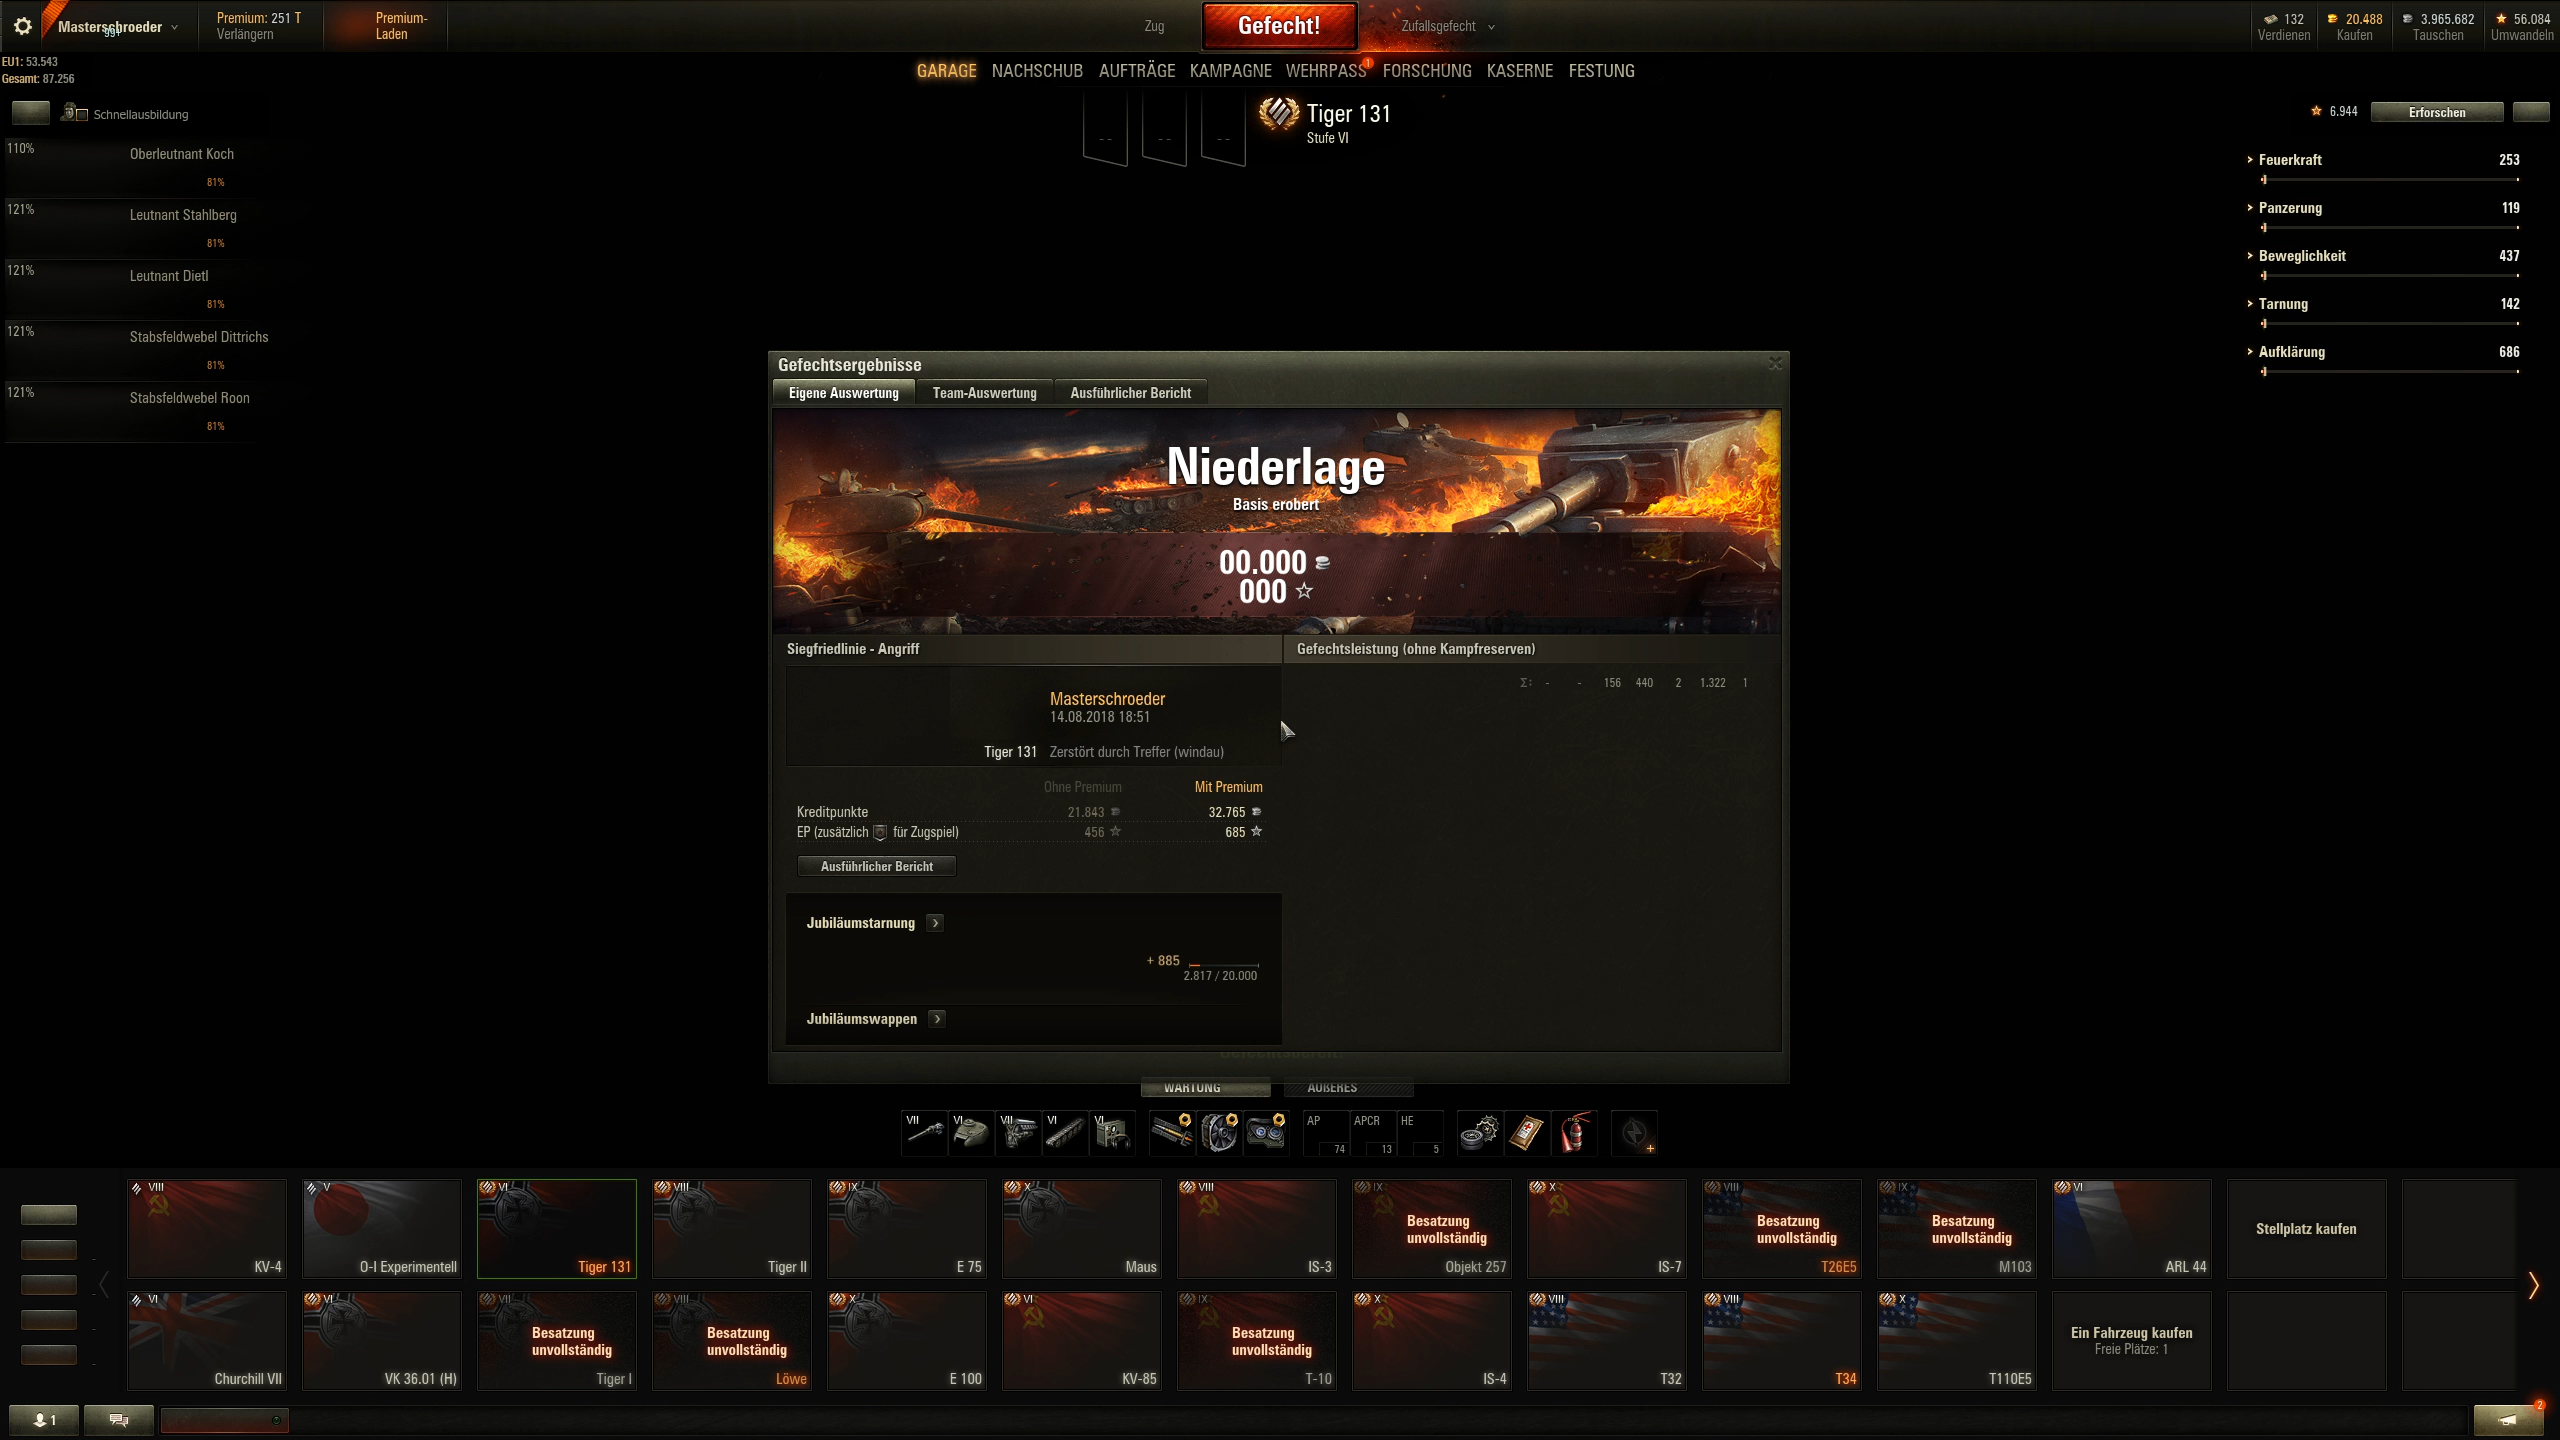 Masterschroeder
Premium: 251 T
Verlängern
Premium-
Laden
Zug
Gefecht!
Zufallsgefecht
132
Verdienen
20.488
Kaufen
3.965.682
Tauschen
56.084
Umwandeln
EU1: 53.543
Gesamt: 87.256
GARAGE NACHSCHUB AUFTRÄGE KAMPAGNE WEHRPASS 1 FORSCHUNG KASERNE FESTUNG
Schnellausbildung
-- -- --
Tiger 131
Stufe VI
6.944
Erforschen
110% Oberleutnant Koch
81%
121% Leutnant Stahlberg
81%
121% Leutnant Dietl
81%
121% Stabsfeldwebel Dittrichs
81%
121% Stabsfeldwebel Roon
81%
Feuerkraft 253
Panzerung 119
Beweglichkeit 437
Tarnung 142
Aufklärung 686
Gefechtsergebnisse
Eigene Auswertung Team-Auswertung Ausführlicher Bericht
Niederlage
Basis erobert
00.000
000
Siegfriedlinie - Angriff
Gefechtsleistung (ohne Kampfreserven)
Σ: - - 156 440 2 1.322 1
Masterschroeder
14.08.2018 18:51
Tiger 131 Zerstört durch Treffer (windau)
Ohne Premium Mit Premium
Kreditpunkte 21.843 32.765
EP (zusätzlich für Zugspiel) 456 685
Ausführlicher Bericht
Jubiläumstarnung
+ 885
2.817 / 20.000
Jubiläumswappen
WARTUNG ÄUßERES
VII VI VII VI VI
AP 74
APCR 13
HE 5
VIII KV-4
V O-I Experimentell
VI Tiger 131
VIII Tiger II
IX E 75
X Maus
VIII IS-3
IX Besatzung
unvollständig
Objekt 257
X IS-7
VIII Besatzung
unvollständig
T26E5
IX Besatzung
unvollständig
M103
VI ARL 44
Stellplatz kaufen
VI Churchill VII
VI VK 36.01 (H)
VII Besatzung
unvollständig
Tiger I
VIII Besatzung
unvollständig
Löwe
X E 100
VI KV-85
IX Besatzung
unvollständig
T-10
X IS-4
VIII T32
VIII T34
X T110E5
Ein Fahrzeug kaufen
Freie Plätze: 1
1
2